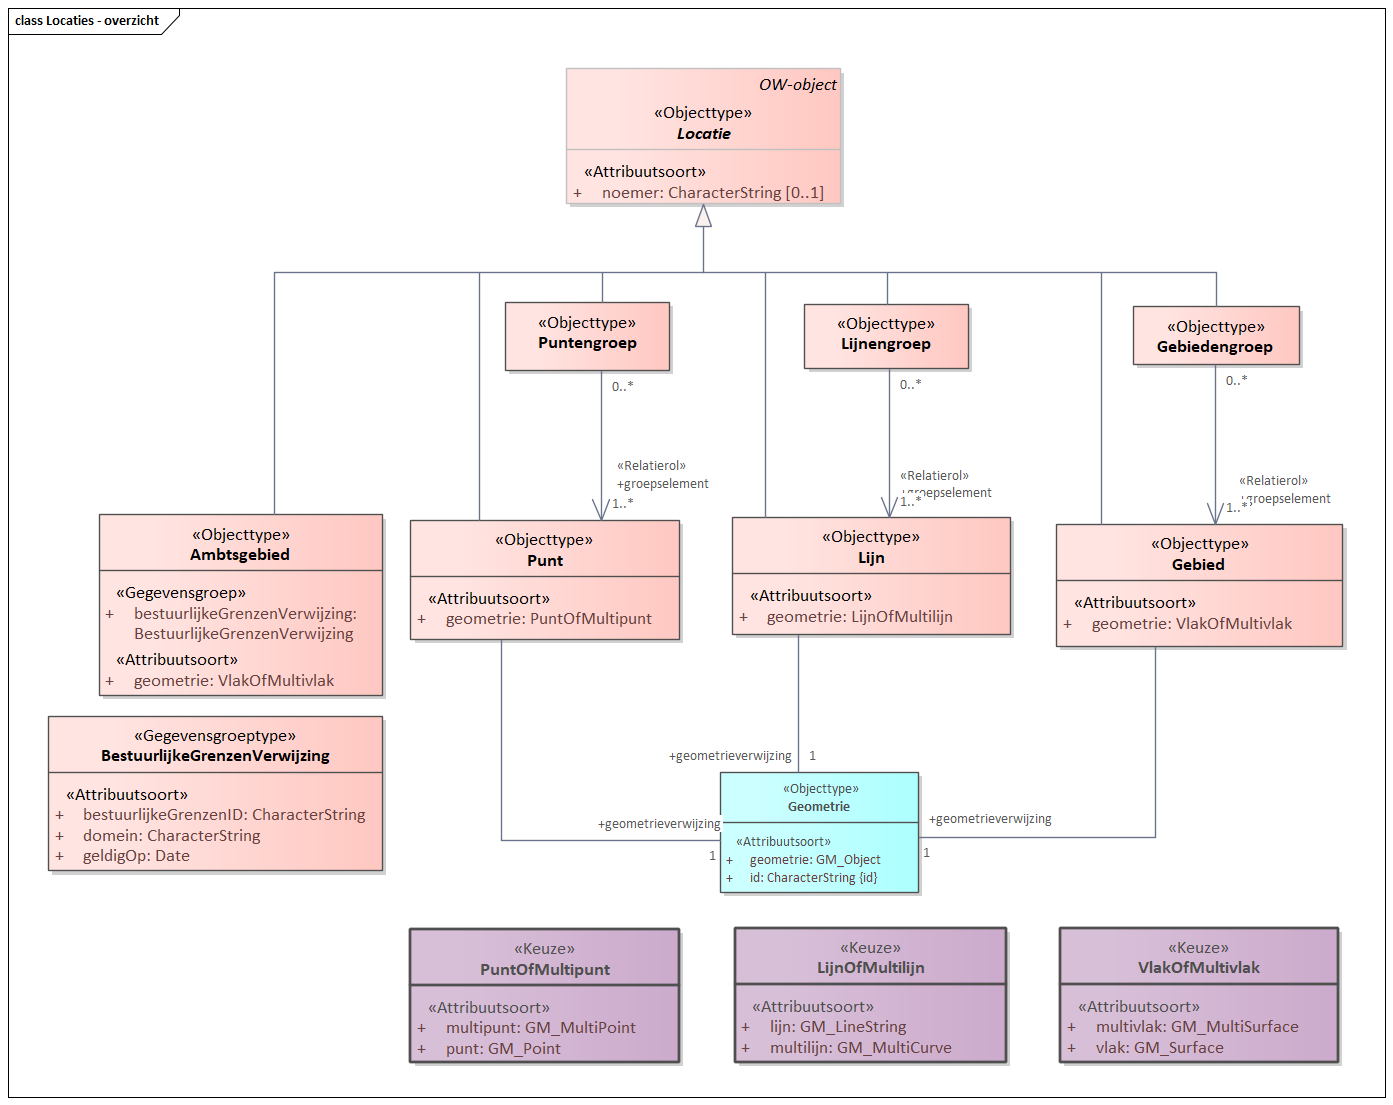 class Locaties - overzicht
OW-object
«Objecttype»
Locatie
«Attribuutsoort»
+ noemer: CharacterString [0..1]
«Objecttype»
Puntengroep
0..*
«Objecttype»
Lijnengroep
0..*
«Objecttype»
Gebiedengroep
0..*
«Relatierol»
+groepselement
1..*
«Relatierol»
+groepselement
1..*
«Relatierol»
+groepselement
1..*
«Objecttype»
Ambtsgebied
«Gegevensgroep»
+ bestuurlijkeGrenzenVerwijzing:
BestuurlijkeGrenzenVerwijzing
«Attribuutsoort»
+ geometrie: VlakOfMultivlak
«Objecttype»
Punt
«Attribuutsoort»
+ geometrie: PuntOfMultipunt
«Objecttype»
Lijn
«Attribuutsoort»
+ geometrie: LijnOfMultilijn
«Objecttype»
Gebied
«Attribuutsoort»
+ geometrie: VlakOfMultivlak
«Gegevensgroeptype»
BestuurlijkeGrenzenVerwijzing
«Attribuutsoort»
+ bestuurlijkeGrenzenID: CharacterString
+ domein: CharacterString
+ geldigOp: Date
+geometrieverwijzing
1
+geometrieverwijzing
1
+geometrieverwijzing
1
«Objecttype»
Geometrie
«Attribuutsoort»
+ geometrie: GM_Object
+ id: CharacterString {id}
«Keuze»
PuntOfMultipunt
«Attribuutsoort»
+ multipunt: GM_MultiPoint
+ punt: GM_Point
«Keuze»
LijnOfMultilijn
«Attribuutsoort»
+ lijn: GM_LineString
+ multilijn: GM_MultiCurve
«Keuze»
VlakOfMultivlak
«Attribuutsoort»
+ multivlak: GM_MultiSurface
+ vlak: GM_Surface